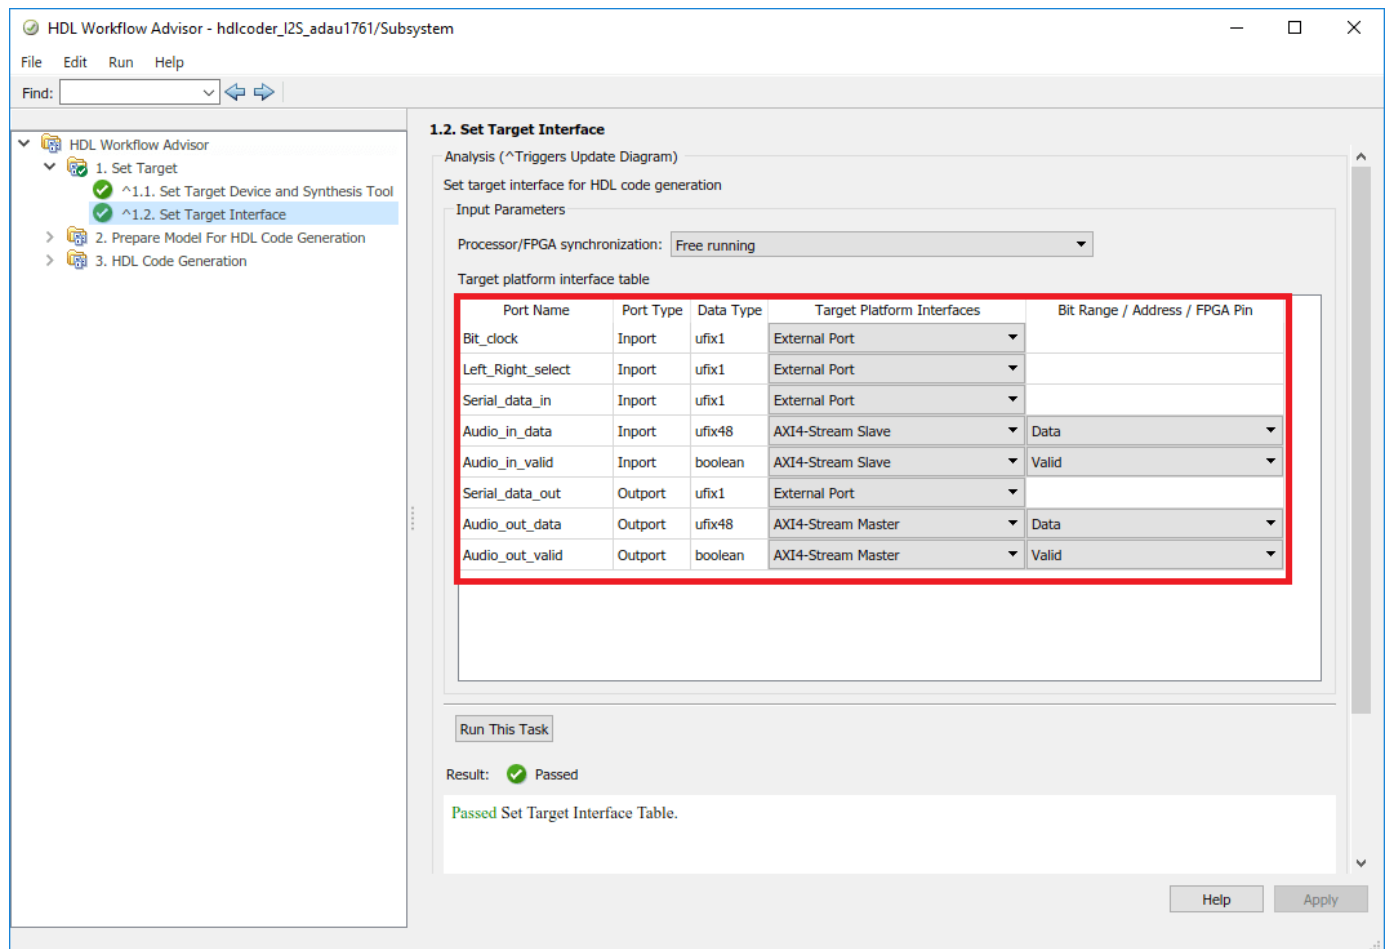 HDL Workflow Advisor - hdlcoder_I2S_adau1761/Subsystem
File Edit Run Help
Find:
HDL Workflow Advisor
1. Set Target
^1.1. Set Target Device and Synthesis Tool
^1.2. Set Target Interface
2. Prepare Model For HDL Code Generation
3. HDL Code Generation
1.2. Set Target Interface
Analysis (^Triggers Update Diagram)
Set target interface for HDL code generation
Input Parameters
Processor/FPGA synchronization: Free running
Target platform interface table
Port Name Port Type Data Type Target Platform Interfaces Bit Range / Address / FPGA Pin
Bit_clock Inport ufix1 External Port
Left_Right_select Inport ufix1 External Port
Serial_data_in Inport ufix1 External Port
Audio_in_data Inport ufix48 AXI4-Stream Slave Data
Audio_in_valid Inport boolean AXI4-Stream Slave Valid
Serial_data_out Outport ufix1 External Port
Audio_out_data Outport ufix48 AXI4-Stream Master Data
Audio_out_valid Outport boolean AXI4-Stream Master Valid
Run This Task
Result: Passed
Passed Set Target Interface Table.
Help Apply